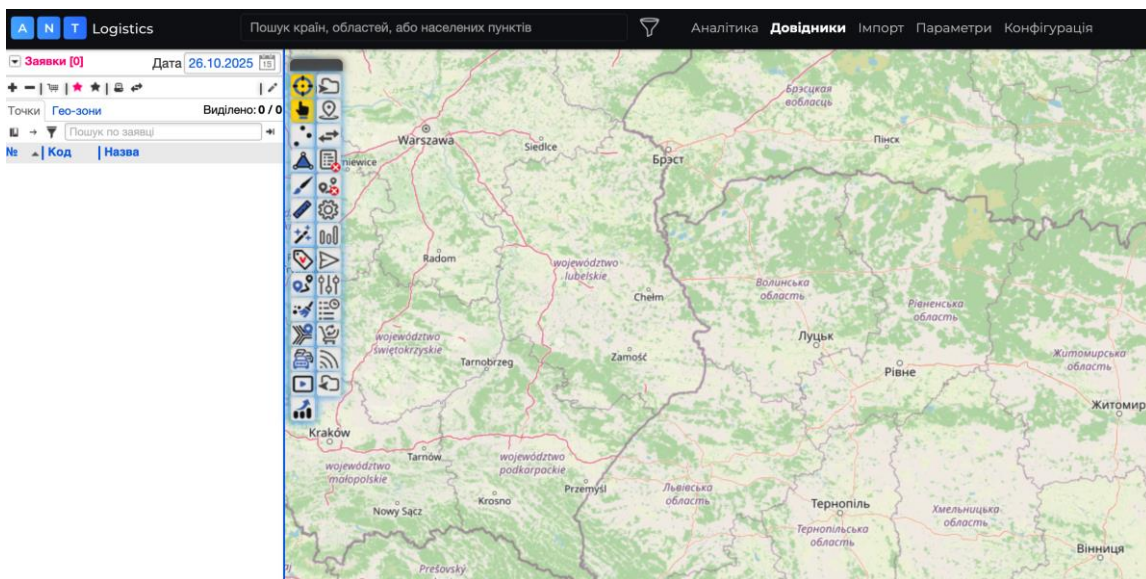 A N T Logistics
Пошук країн, областей, або населених пунктів
Аналітика Довідники Імпорт Параметри Конфігурація
Заявки [0] Дата 26.10.2025 15
Точки Гео-зони Виділено: 0 / 0
Пошук по заявці
№ Код Назва
Брэсцкая
вобласць
Warszawa
Siedlce
Брэст
Пінск
niewice
Radom
województwo
lubelskie
Chełm
Волинська
область
Рівненська
область
Луцьк
województwo
świętokrzyskie
Tarnobrzeg
Zamość
Рівне
Житомирська
область
Житомир
Kraków
Tarnów
województwo
podkarpackie
województwo
małopolskie
Przemyśl
Львівська
область
Krosno
Nowy Sącz
Тернопіль
Хмельницька
область
Тернопільська
область
Вінниця
Prešovský